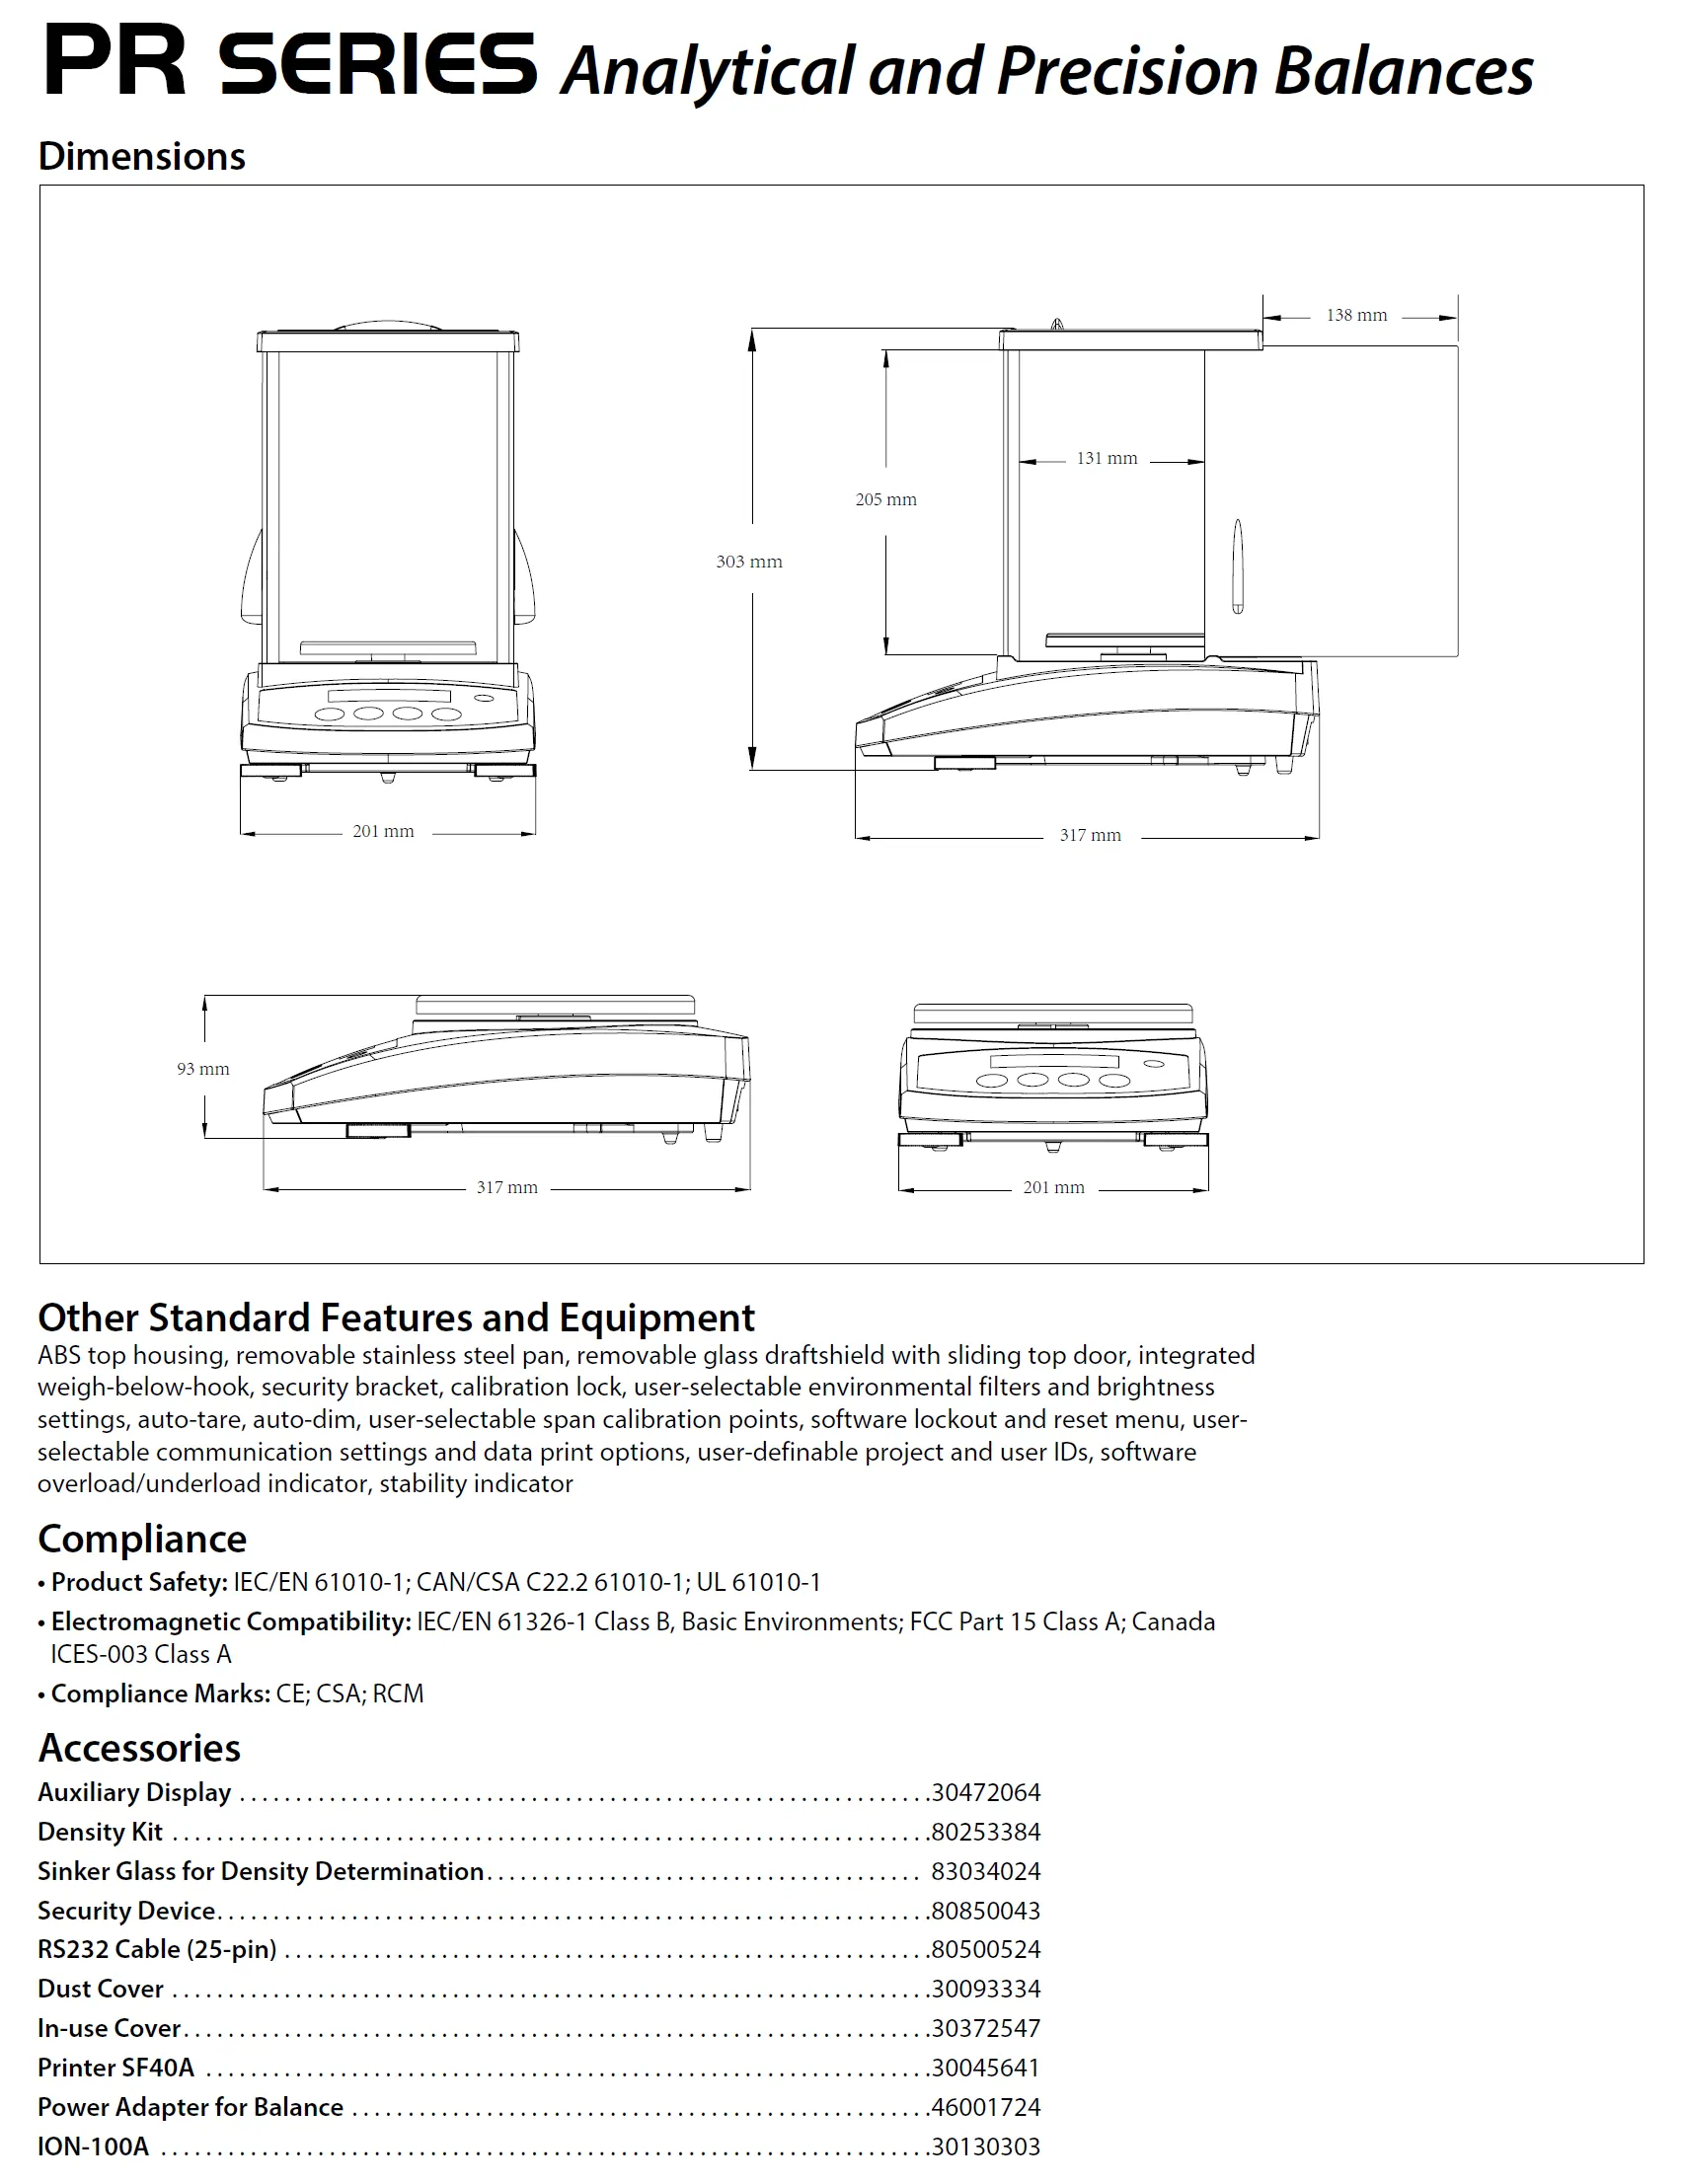 PR SERIES Analytical and Precision Balances
Dimensions
138 mm
131 mm
205 mm
303 mm
201 mm
317 mm
93 mm
317 mm
201 mm
Other Standard Features and Equipment
ABS top housing, removable stainless steel pan, removable glass draftshield with sliding top door, integrated
weigh-below-hook, security bracket, calibration lock, user-selectable environmental filters and brightness
settings, auto-tare, auto-dim, user-selectable span calibration points, software lockout and reset menu, user-
selectable communication settings and data print options, user-definable project and user IDs, software
overload/underload indicator, stability indicator
Compliance
• Product Safety: IEC/EN 61010-1; CAN/CSA C22.2 61010-1; UL 61010-1
• Electromagnetic Compatibility: IEC/EN 61326-1 Class B, Basic Environments; FCC Part 15 Class A; Canada
ICES-003 Class A
• Compliance Marks: CE; CSA; RCM
Accessories
Auxiliary Display . . . . . . . . . . . . . . . . . . . . 30472064
Density Kit . . . . . . . . . . . . . . . . . . . . 80253384
Sinker Glass for Density Determination . . . . . . . . . . . . . . . . . . . . 83034024
Security Device . . . . . . . . . . . . . . . . . . . . 80850043
RS232 Cable (25-pin) . . . . . . . . . . . . . . . . . . . . 80500524
Dust Cover . . . . . . . . . . . . . . . . . . . . 30093334
In-use Cover . . . . . . . . . . . . . . . . . . . . 30372547
Printer SF40A . . . . . . . . . . . . . . . . . . . . 30045641
Power Adapter for Balance . . . . . . . . . . . . . . . . . . . . 46001724
ION-100A . . . . . . . . . . . . . . . . . . . . 30130303